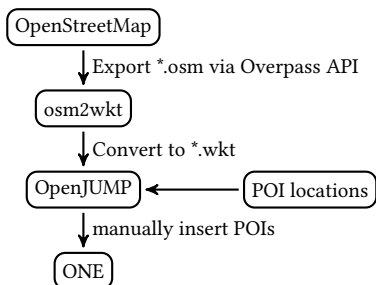 OpenStreetMap
Export *.osm via Overpass API
osm2wkt
Convert to *.wkt
OpenJUMP
POI locations
manually insert POIs
ONE